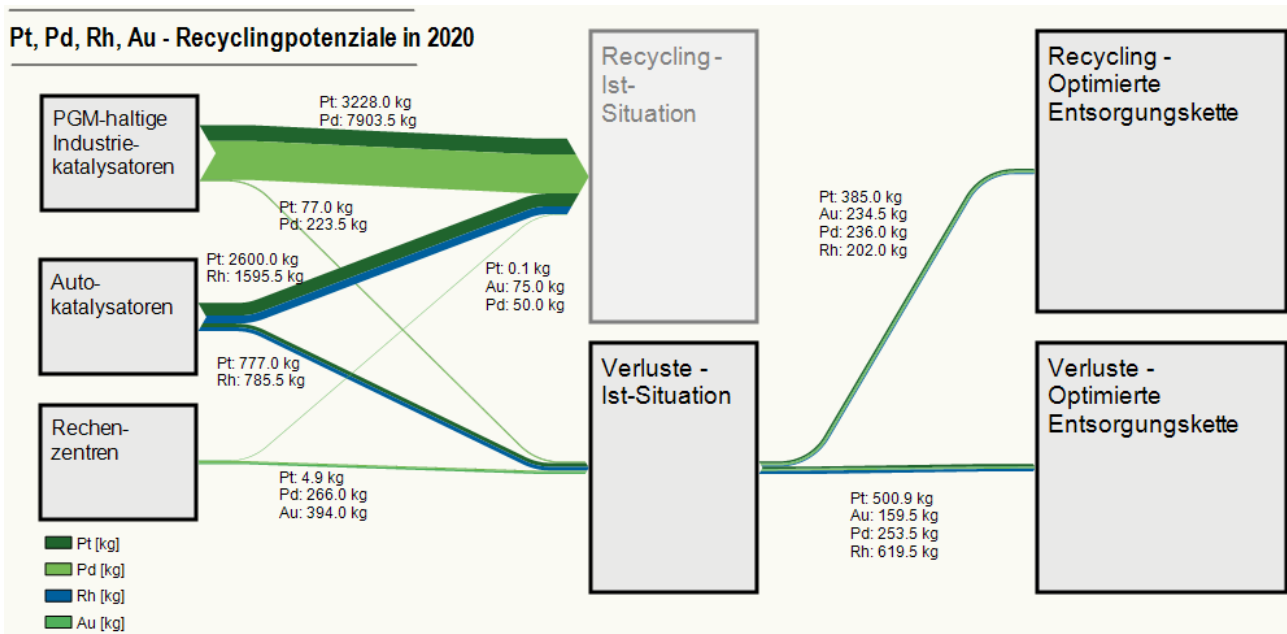 Pt, Pd, Rh, Au - Recyclingpotenziale in 2020
PGM-haltige
Industrie-
katalysatoren
Auto-
katalysatoren
Rechen-
zentren
Pt: 3228.0 kg
Pd: 7903.5 kg
Pt: 77.0 kg
Pd: 223.5 kg
Pt: 2600.0 kg
Rh: 1595.5 kg
Pt: 777.0 kg
Rh: 785.5 kg
Pt: 0.1 kg
Au: 75.0 kg
Pd: 50.0 kg
Pt: 4.9 kg
Pd: 266.0 kg
Au: 394.0 kg
Recycling -
Ist-
Situation
Verluste -
Ist-Situation
Pt: 385.0 kg
Au: 234.5 kg
Pd: 236.0 kg
Rh: 202.0 kg
Pt: 500.9 kg
Au: 159.5 kg
Pd: 253.5 kg
Rh: 619.5 kg
Recycling -
Optimierte
Entsorgungskette
Verluste -
Optimierte
Entsorgungskette
Pt [kg]
Pd [kg]
Rh [kg]
Au [kg]